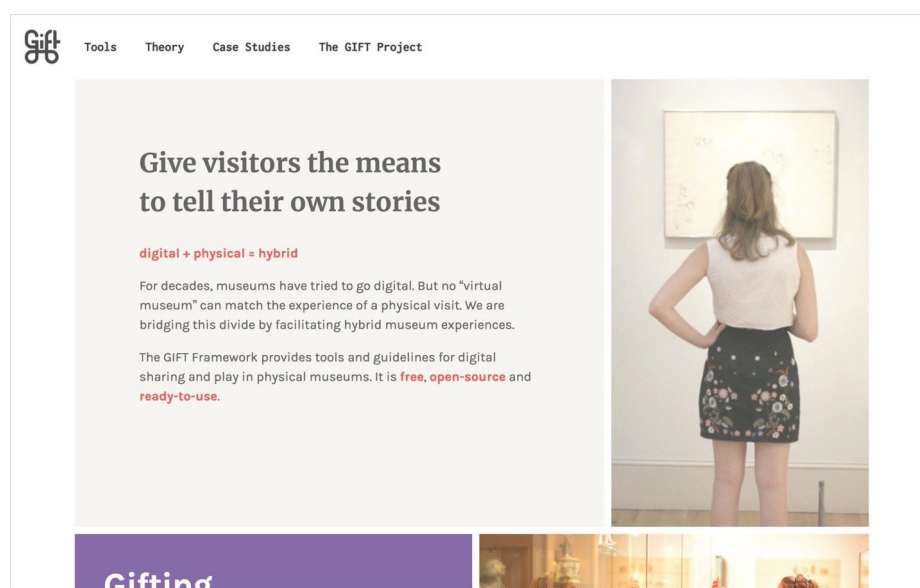 Gift
Tools Theory Case Studies The GIFT Project
Give visitors the means
to tell their own stories
digital + physical = hybrid
For decades, museums have tried to go digital. But no “virtual
museum” can match the experience of a physical visit. We are
bridging this divide by facilitating hybrid museum experiences.
The GIFT Framework provides tools and guidelines for digital
sharing and play in physical museums. It is free, open-source and
ready-to-use.
Gifting